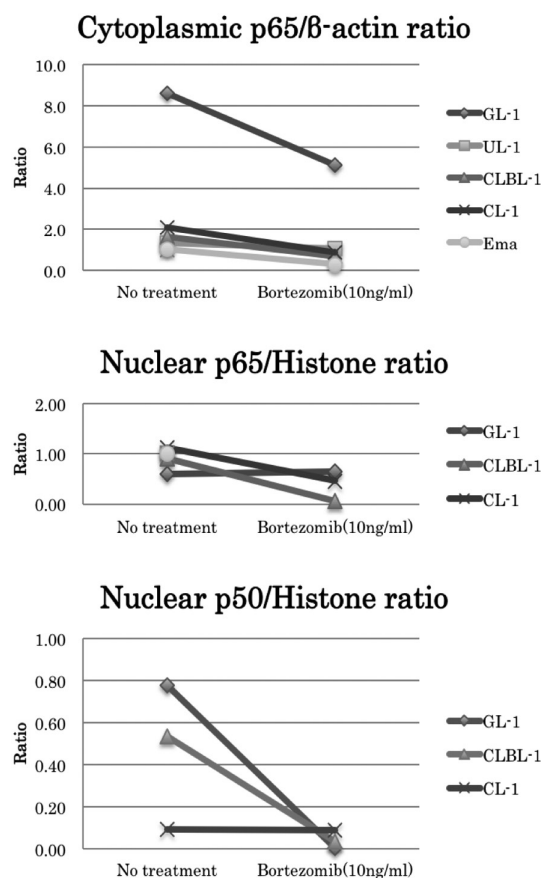 Cytoplasmic p65/ß-actin ratio
10.0
8.0
6.0
4.0
2.0
0.0
Ratio
No treatment
Bortezomib(10ng/ml)
GL-1
UL-1
CLBL-1
CL-1
Ema
Nuclear p65/Histone ratio
2.00
1.00
0.00
Ratio
No treatment
Bortezomib(10ng/ml)
GL-1
CLBL-1
CL-1
Nuclear p50/Histone ratio
1.00
0.80
0.60
0.40
0.20
0.00
Ratio
No treatment
Bortezomib(10ng/ml)
GL-1
CLBL-1
CL-1